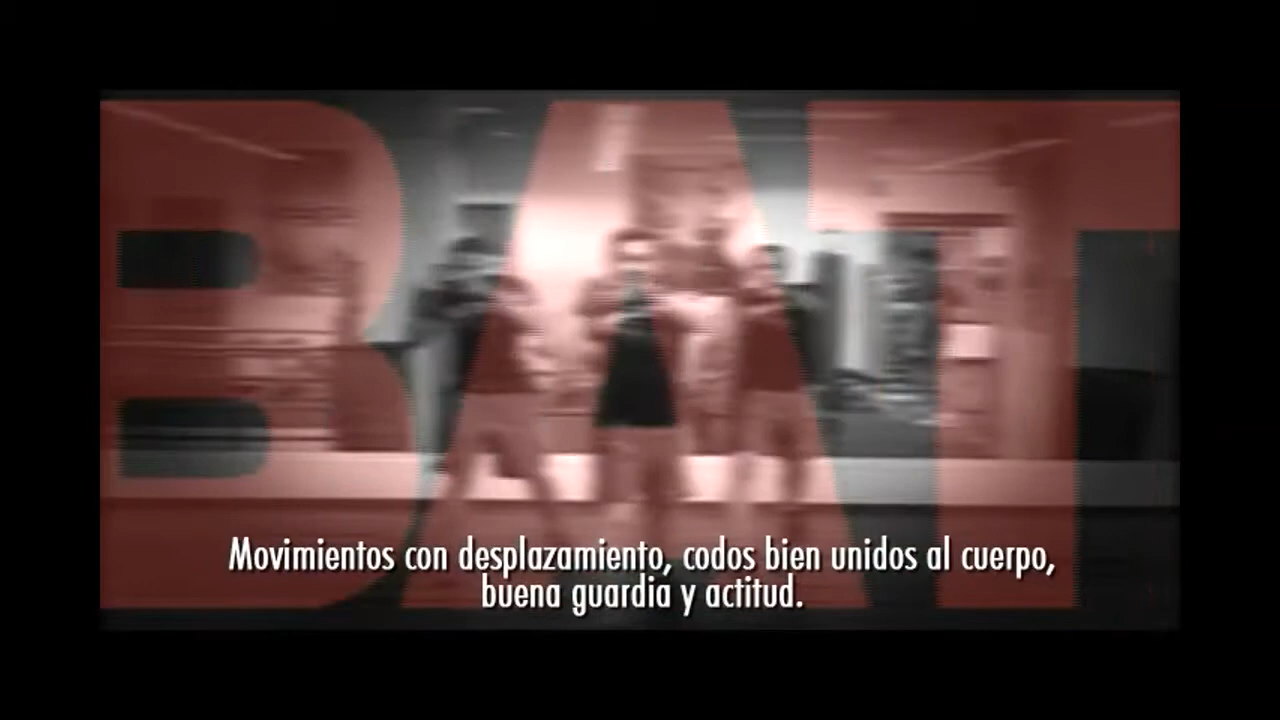 BAT
Movimientos con desplazamiento, codos bien unidos al cuerpo,
buena guardia y actitud.